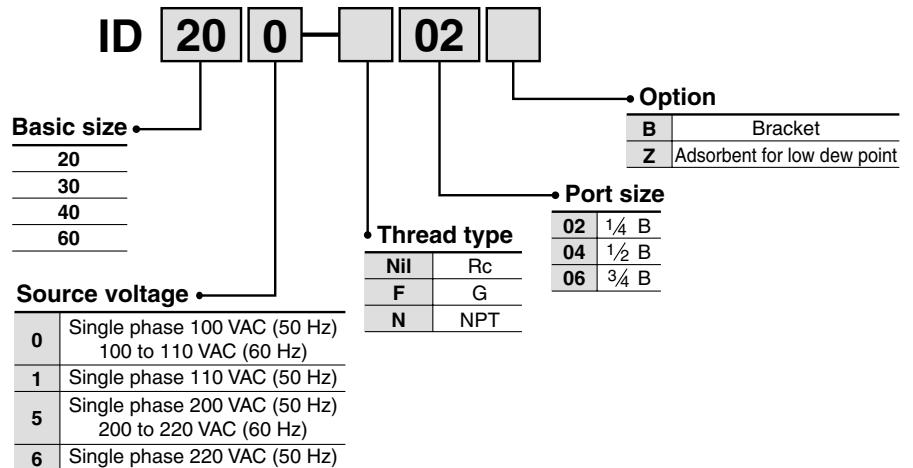 ID 20 0 02
Option
B Bracket
Z Adsorbent for low dew point
Basic size
20
30
40
60
Port size
02 1/4 B
04 1/2 B
06 3/4 B
Thread type
Nil Rc
F G
N NPT
Source voltage
0 Single phase 100 VAC (50 Hz)
100 to 110 VAC (60 Hz)
1 Single phase 110 VAC (50 Hz)
5 Single phase 200 VAC (50 Hz)
200 to 220 VAC (60 Hz)
6 Single phase 220 VAC (50 Hz)